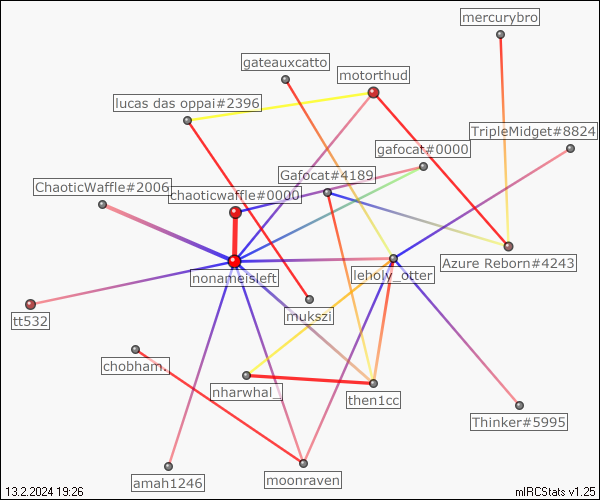 mercurybro
gateauxcatto
motorthud
lucas das oppai#2396
TripleMidget#8824
gafocat#0000
Gafocat#4189
ChaoticWaffle#2006
chaoticwaffle#0000
Azure Reborn#4243
leholy_otter
nonameisleft
mukszi
tt532
chobham.
nharwhal_
then1cc
Thinker#5995
moonraven
amah1246
13.2.2024 19:26
mIRCStats v1.25